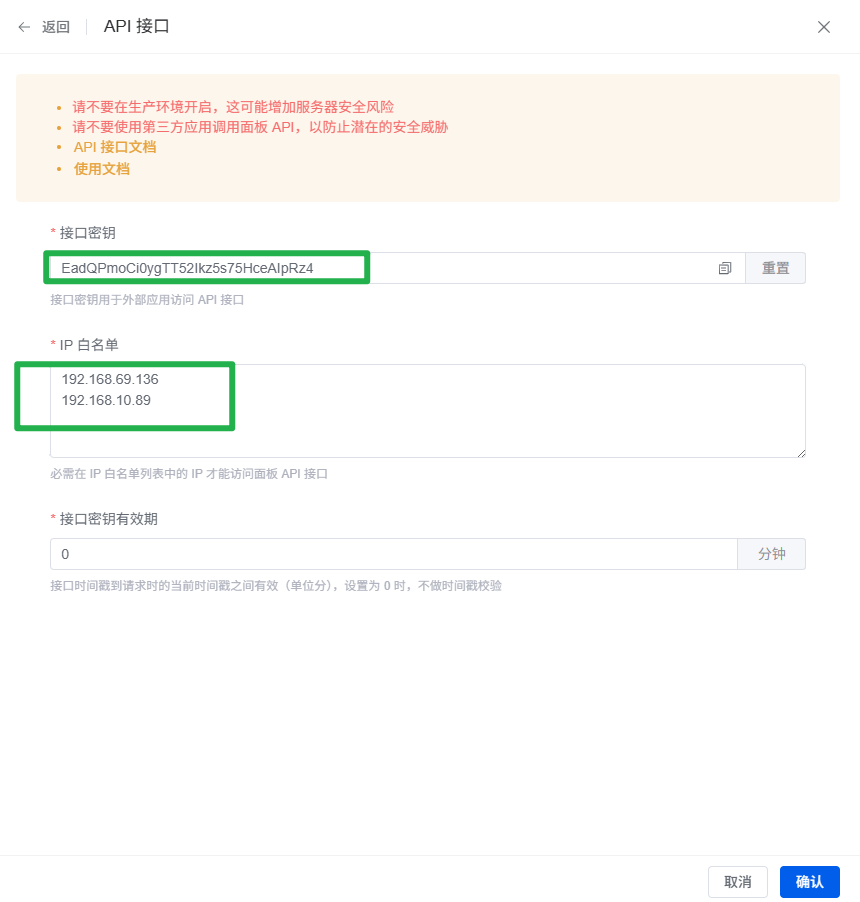 返回 API 接口
请不要在生产环境开启，这可能增加服务器安全风险
请不要使用第三方应用调用面板 API，以防止潜在的安全威胁
API 接口文档
使用文档
* 接口密钥
EadQPmoCi0ygTT52Ikz5s75HceAIpRz4 重置
接口密钥用于外部应用访问 API 接口
* IP 白名单
192.168.69.136
192.168.10.89
必需在 IP 白名单列表中的 IP 才能访问面板 API 接口
* 接口密钥有效期
0 分钟
接口时间戳到请求时的当前时间戳之间有效（单位分），设置为 0 时，不做时间戳校验
取消 确认